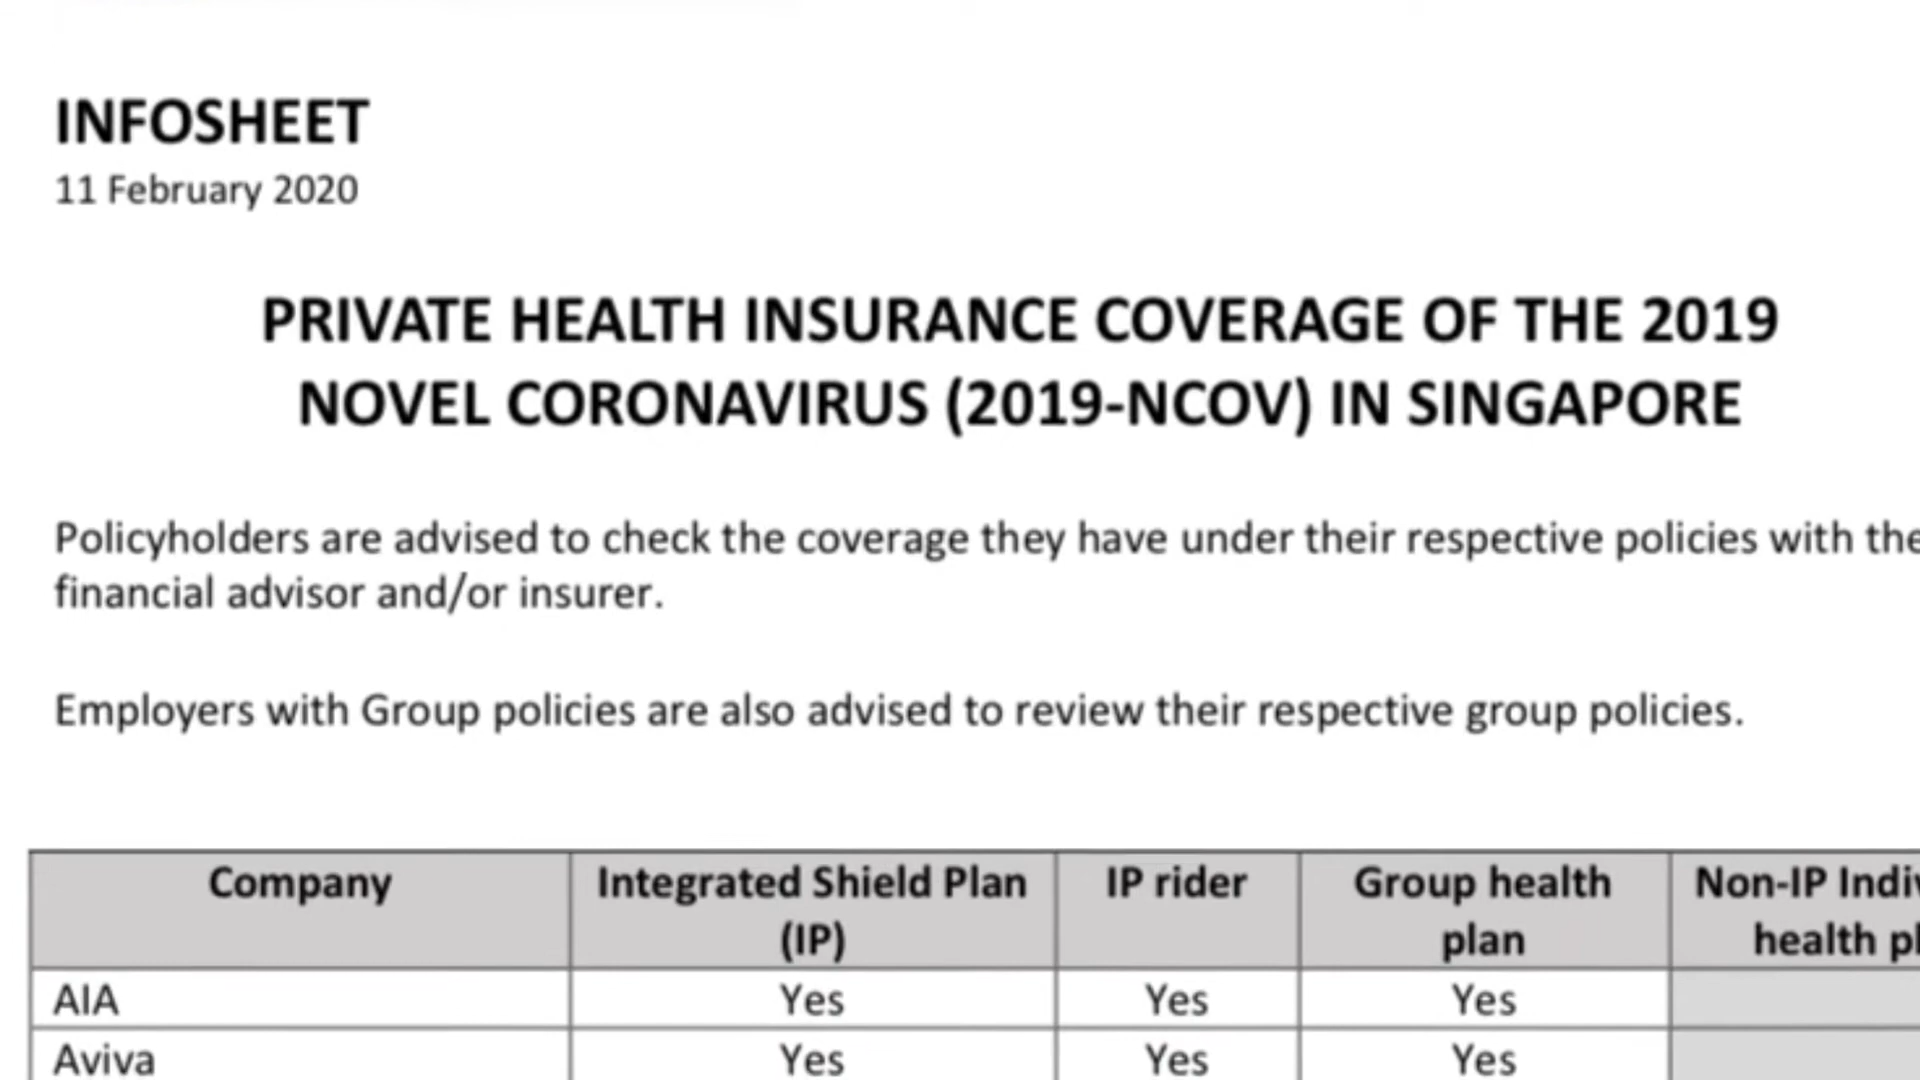 INFOSHEET
11 February 2020
PRIVATE HEALTH INSURANCE COVERAGE OF THE 2019
NOVEL CORONAVIRUS (2019-NCOV) IN SINGAPORE
Policyholders are advised to check the coverage they have under their respective policies with
financial advisor and/or insurer.
Employers with Group policies are also advised to review their respective group policies.
Company Integrated Shield Plan IP rider Group health Non-IP
(IP) plan health
AIA Yes Yes Yes
Aviva Yes Yes Yes